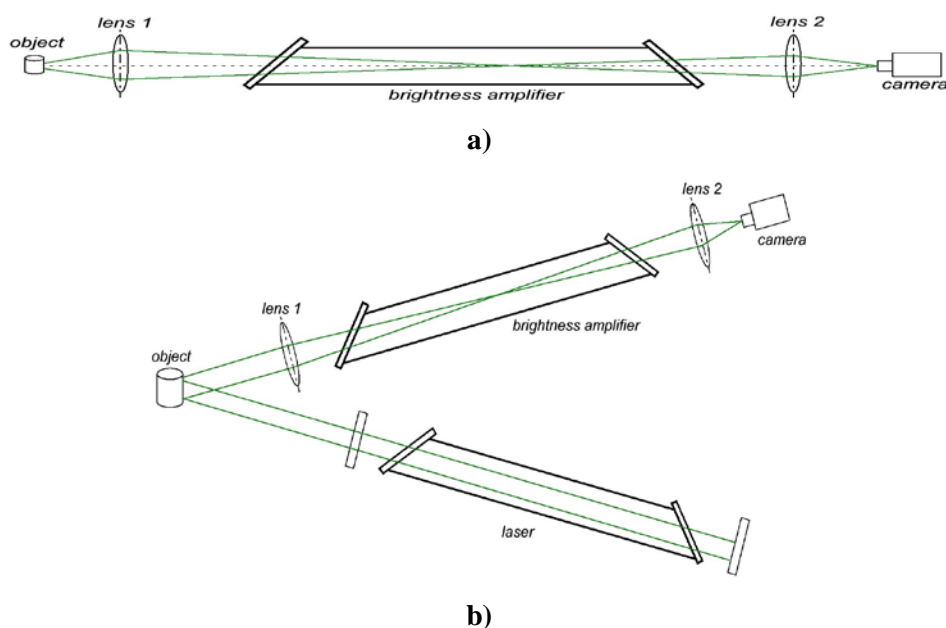 lens 1
lens 2
object
brightness amplifier
camera
a)
lens 2
camera
lens 1
brightness amplifier
object
laser
b)